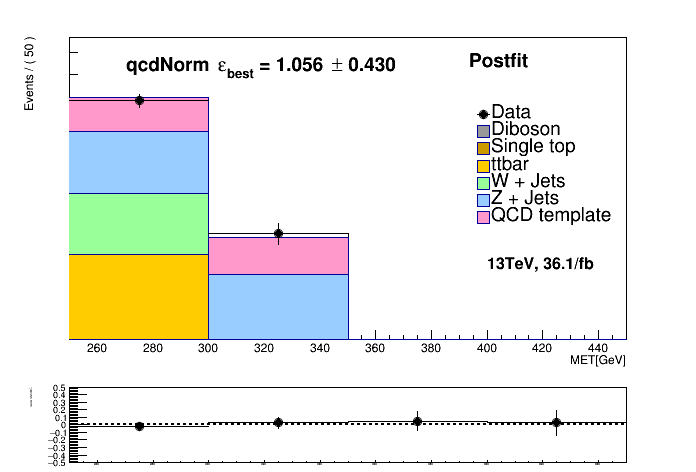 qcdNorm εbest = 1.056 ± 0.430
Postfit
Events / ( 50 )
Data
Diboson
Single top
ttbar
W + Jets
Z + Jets
QCD template
13TeV, 36.1/fb
260 280 300 320 340 360 380 400 420 440
MET[GeV]
0.5
0.4
0.3
0.2
0.1
0
−0.1
−0.2
−0.3
−0.4
−0.5